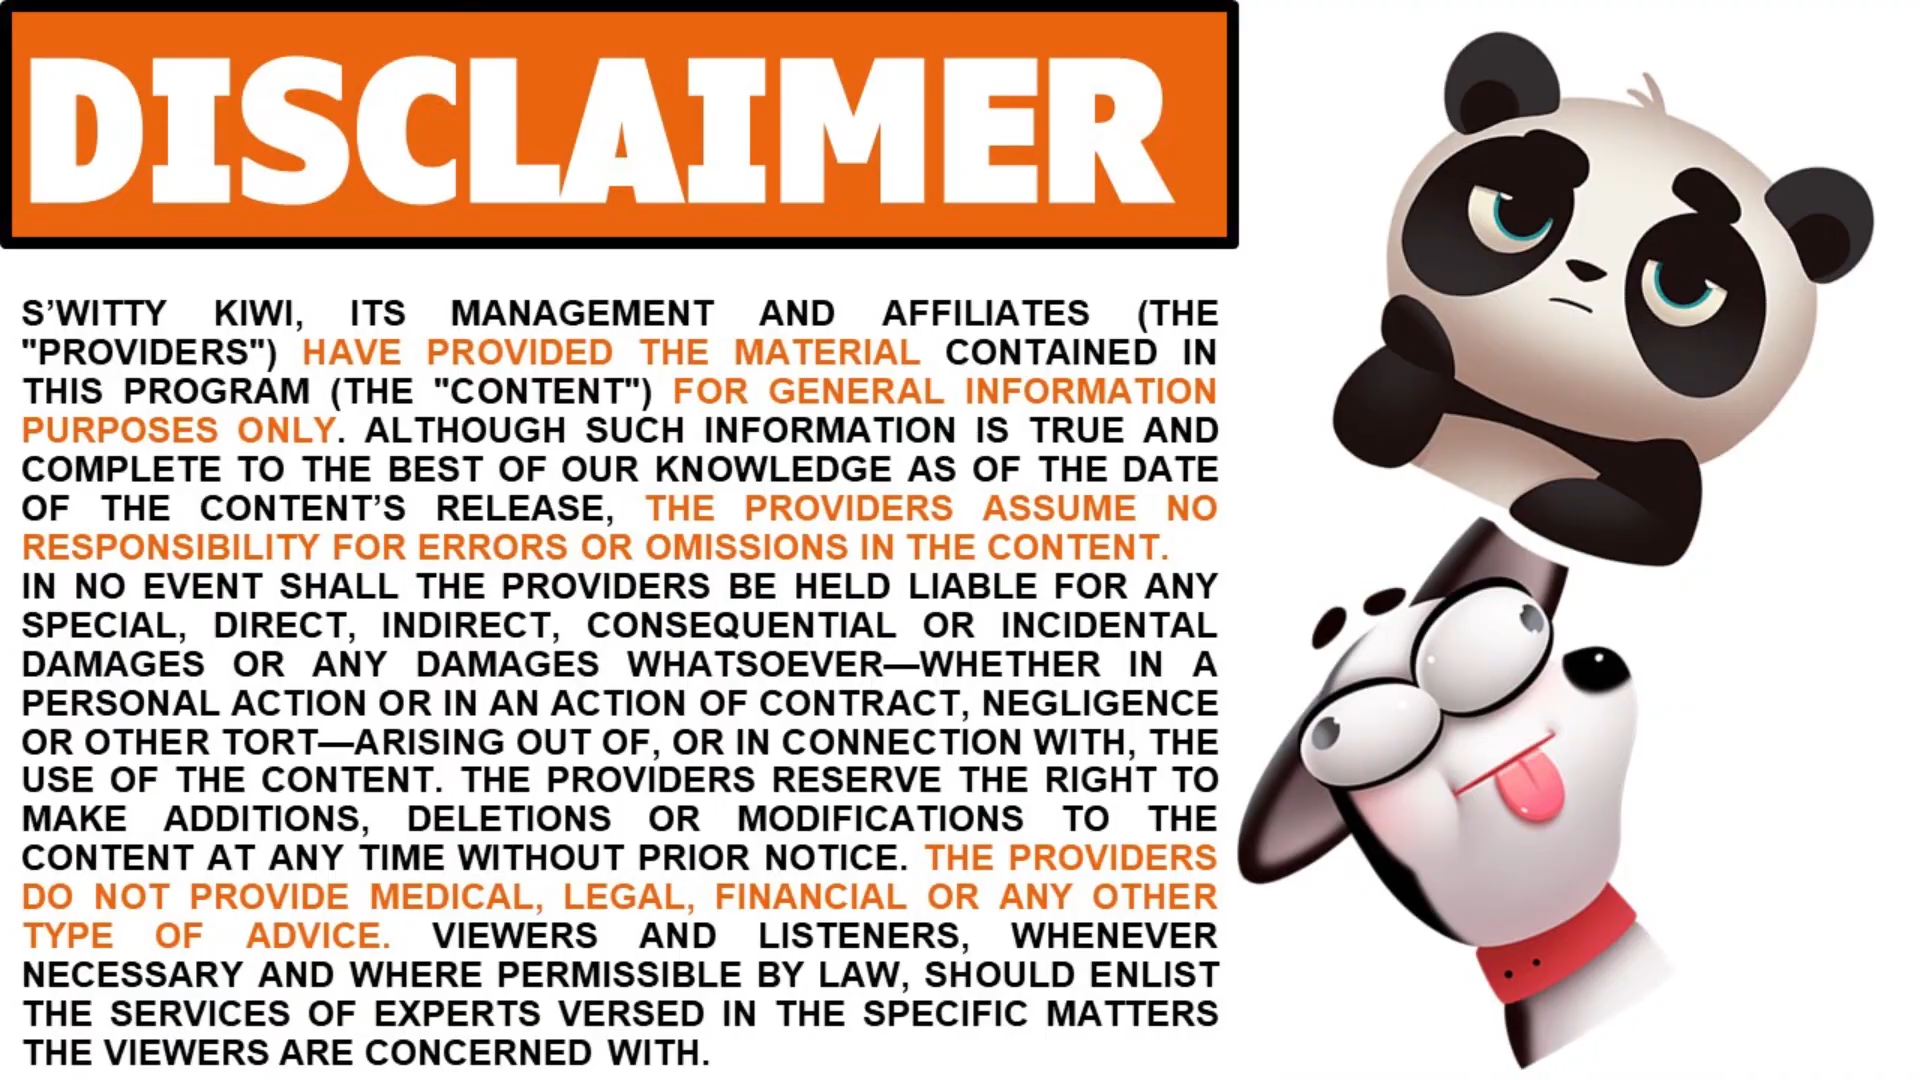 DISCLAIMER
S’WITTY KIWI, ITS MANAGEMENT AND AFFILIATES (THE
"PROVIDERS") HAVE PROVIDED THE MATERIAL CONTAINED IN
THIS PROGRAM (THE "CONTENT") FOR GENERAL INFORMATION
PURPOSES ONLY. ALTHOUGH SUCH INFORMATION IS TRUE AND
COMPLETE TO THE BEST OF OUR KNOWLEDGE AS OF THE DATE
OF THE CONTENT’S RELEASE, THE PROVIDERS ASSUME NO
RESPONSIBILITY FOR ERRORS OR OMISSIONS IN THE CONTENT.
IN NO EVENT SHALL THE PROVIDERS BE HELD LIABLE FOR ANY
SPECIAL, DIRECT, INDIRECT, CONSEQUENTIAL OR INCIDENTAL
DAMAGES OR ANY DAMAGES WHATSOEVER—WHETHER IN A
PERSONAL ACTION OR IN AN ACTION OF CONTRACT, NEGLIGENCE
OR OTHER TORT—ARISING OUT OF, OR IN CONNECTION WITH, THE
USE OF THE CONTENT. THE PROVIDERS RESERVE THE RIGHT TO
MAKE ADDITIONS, DELETIONS OR MODIFICATIONS TO THE
CONTENT AT ANY TIME WITHOUT PRIOR NOTICE. THE PROVIDERS
DO NOT PROVIDE MEDICAL, LEGAL, FINANCIAL OR ANY OTHER
TYPE OF ADVICE. VIEWERS AND LISTENERS, WHENEVER
NECESSARY AND WHERE PERMISSIBLE BY LAW, SHOULD ENLIST
THE SERVICES OF EXPERTS VERSED IN THE SPECIFIC MATTERS
THE VIEWERS ARE CONCERNED WITH.